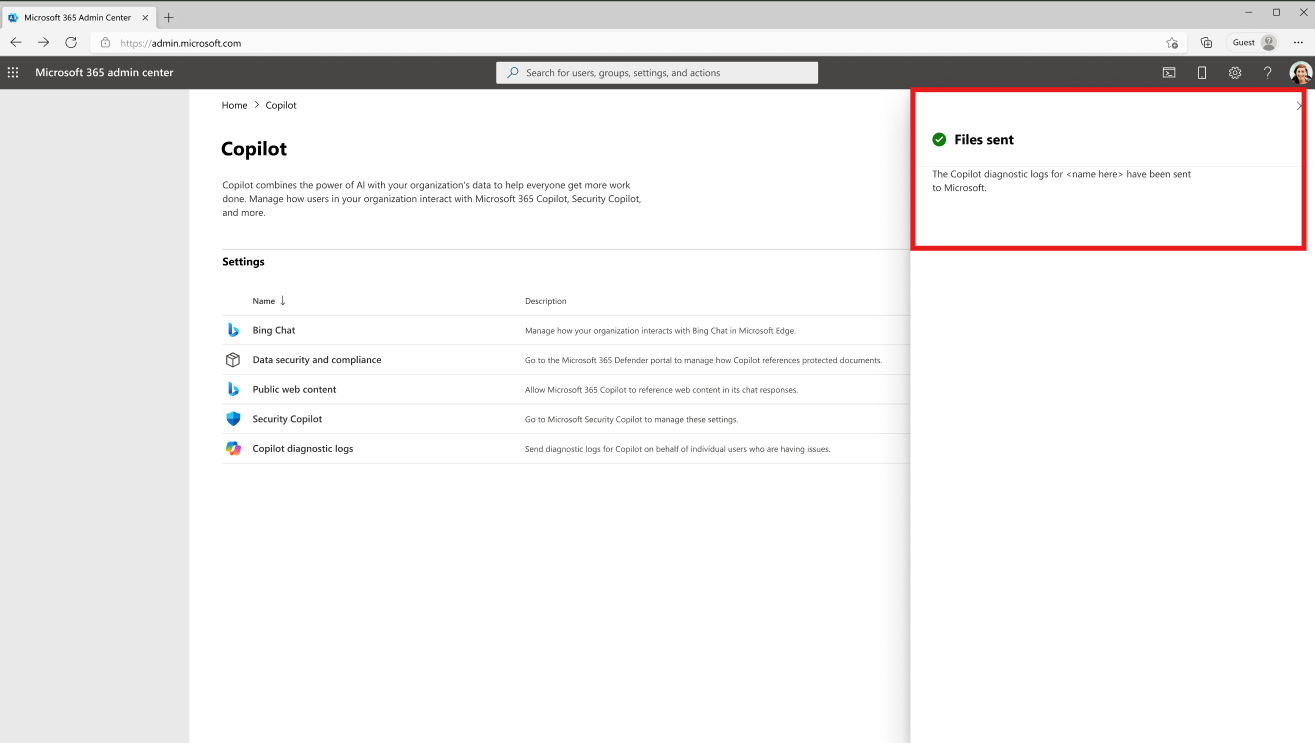 Microsoft 365 Admin Center
https://admin.microsoft.com
Guest
Microsoft 365 admin center
Search for users, groups, settings, and actions
Home > Copilot
Copilot
Copilot combines the power of AI with your organization's data to help everyone get more work
done. Manage how users in your organization interact with Microsoft 365 Copilot, Security Copilot,
and more.
Settings
Name ↓ Description
Bing Chat Manage how your organization interacts with Bing Chat in Microsoft Edge.
Data security and compliance Go to the Microsoft 365 Defender portal to manage how Copilot references protected documents.
Public web content Allow Microsoft 365 Copilot to reference web content in its chat responses.
Security Copilot Go to Microsoft Security Copilot to manage these settings.
Copilot diagnostic logs Send diagnostic logs for Copilot on behalf of individual users who are having issues.
Files sent
The Copilot diagnostic logs for <name here> have been sent
to Microsoft.